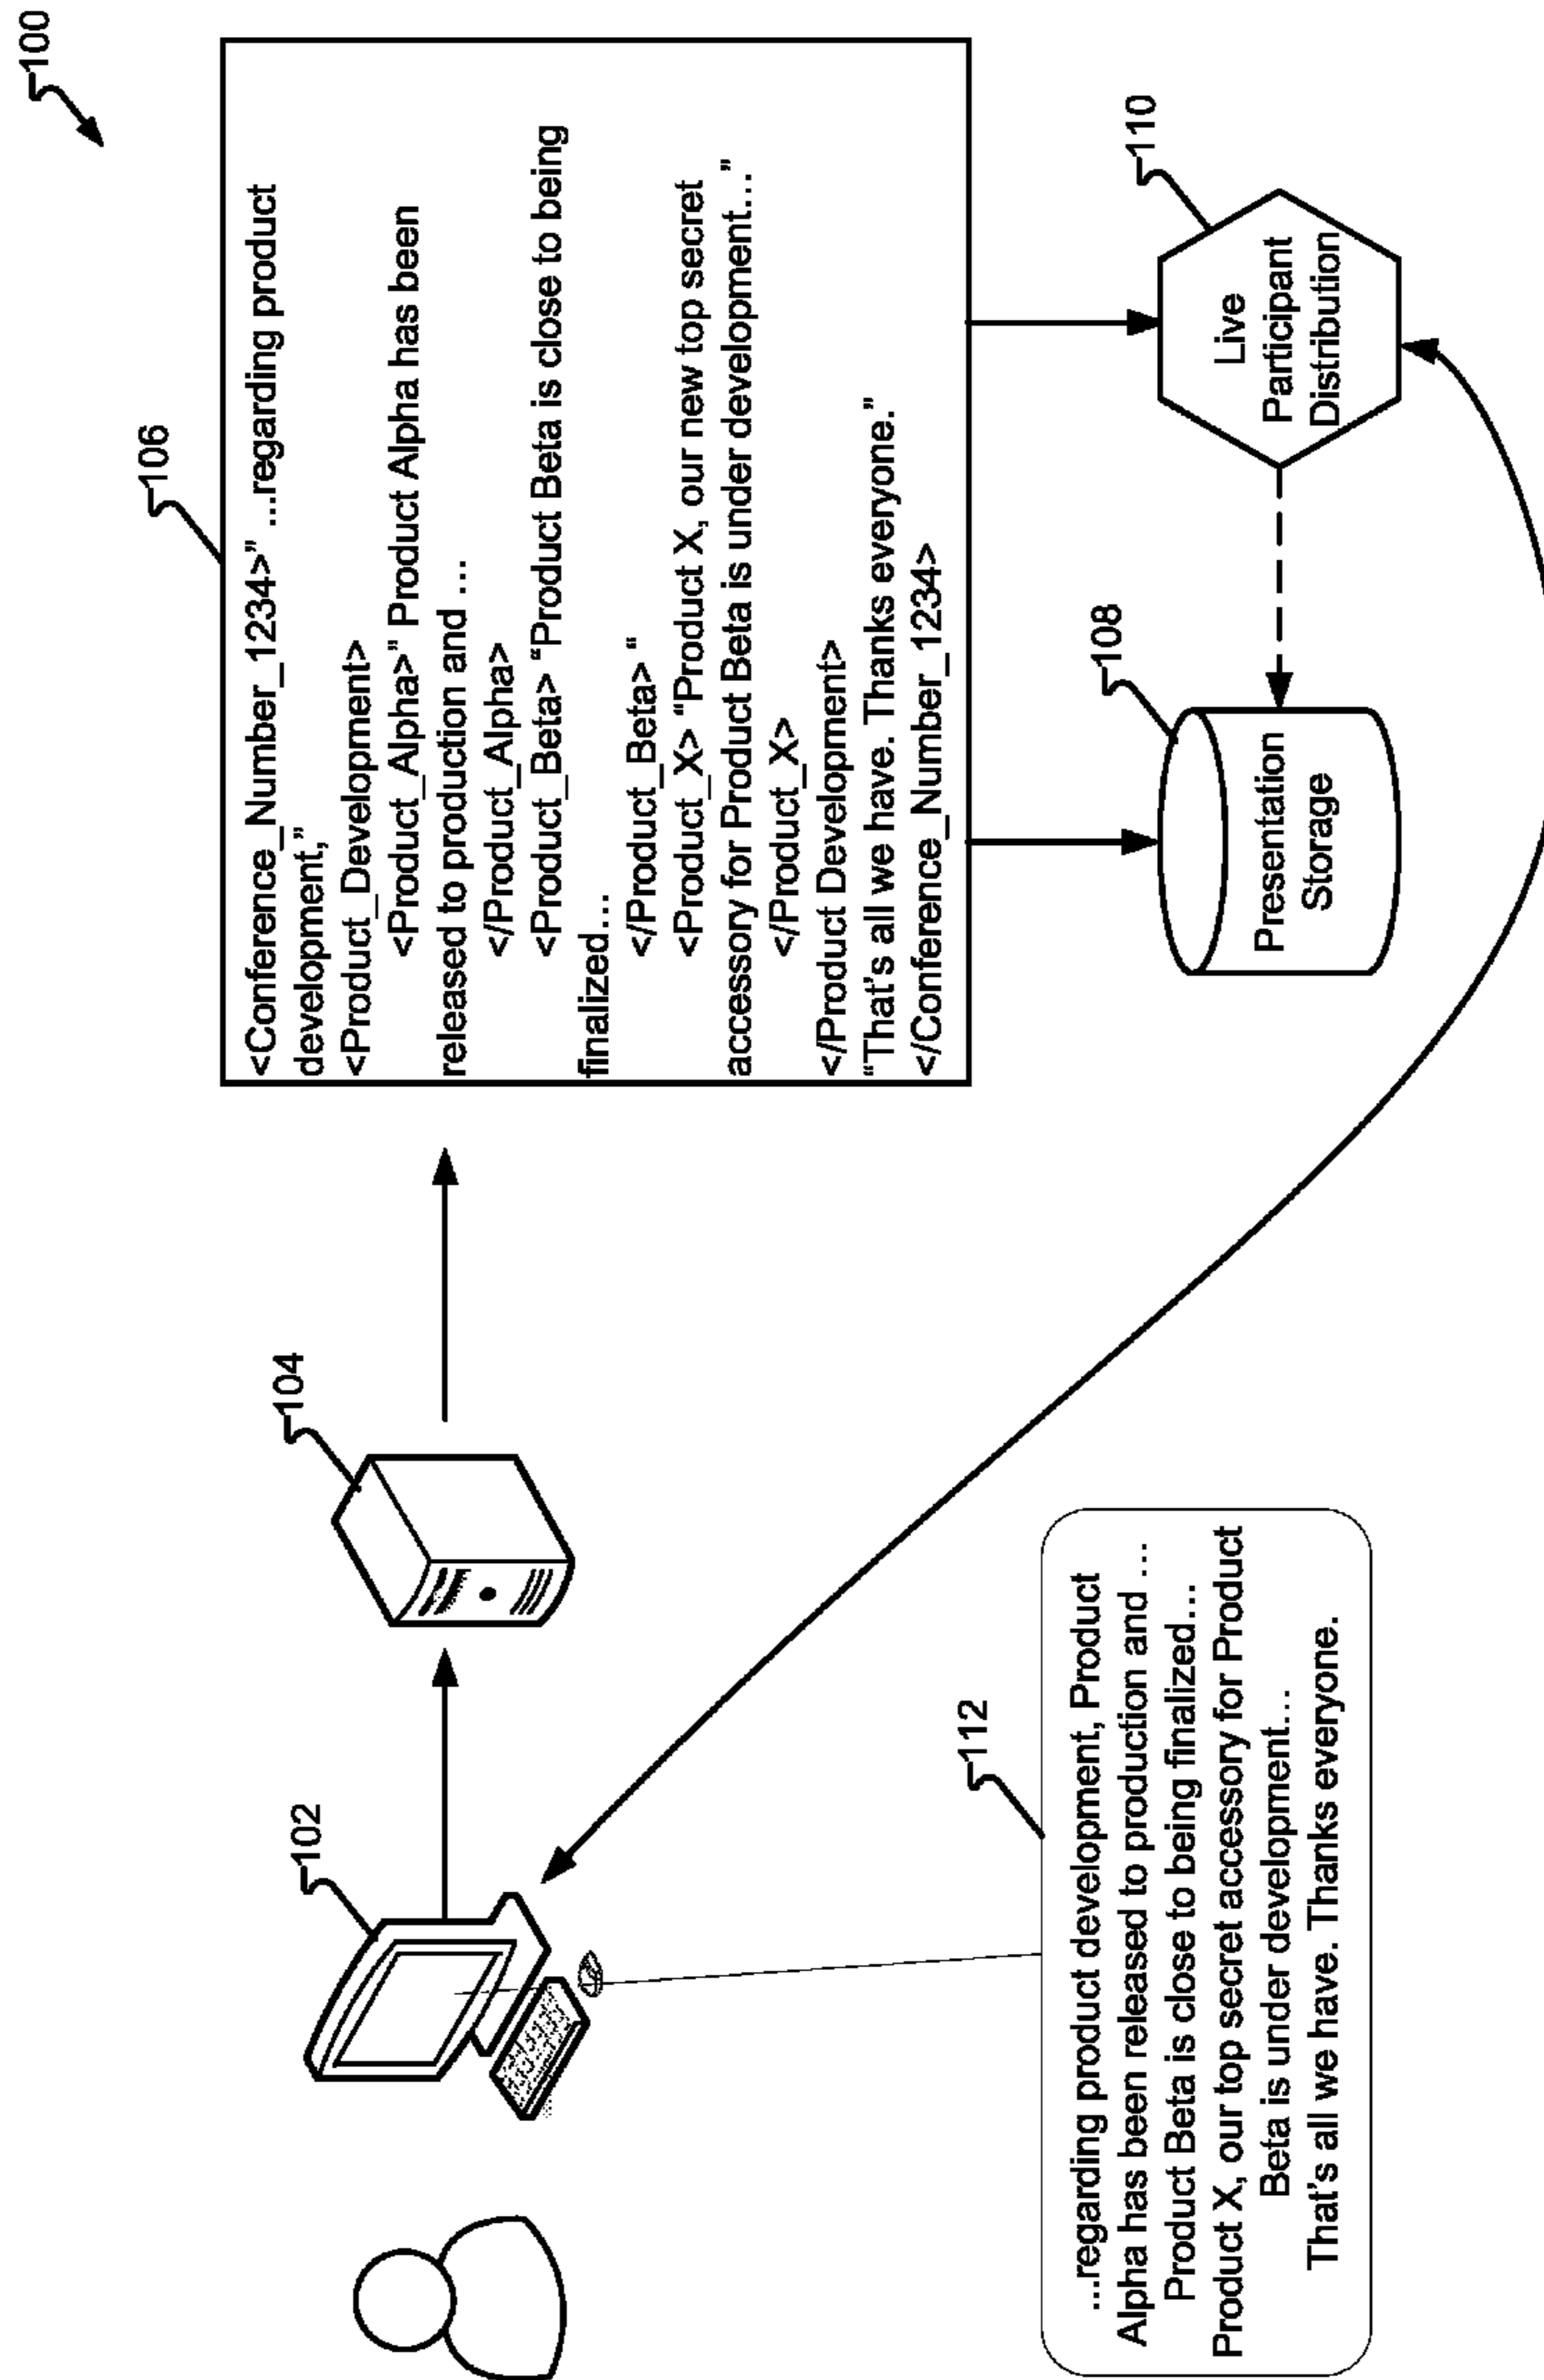 100
106
<Conference_Number_1234>” ...regarding product
development,”
<Product_Development>
<Product_Alpha>” Product Alpha has been
released to production and ...
</Product_Alpha>
<Product_Beta> “Product Beta is close to being
finalized...
</Product_Beta> “
<Product_X> “Product X, our new top secret
accessory for Product Beta is under development...”
</Product_X>
</Product Development>
“That’s all we have. Thanks everyone.”
</Conference_Number_1234>
104
102
108
Presentation
Storage
110
Live
Participant
Distribution
112
...regarding product development, Product
Alpha has been released to production and ...
Product Beta is close to being finalized...
Product X, our top secret accessory for Product
Beta is under development...
That’s all we have. Thanks everyone.